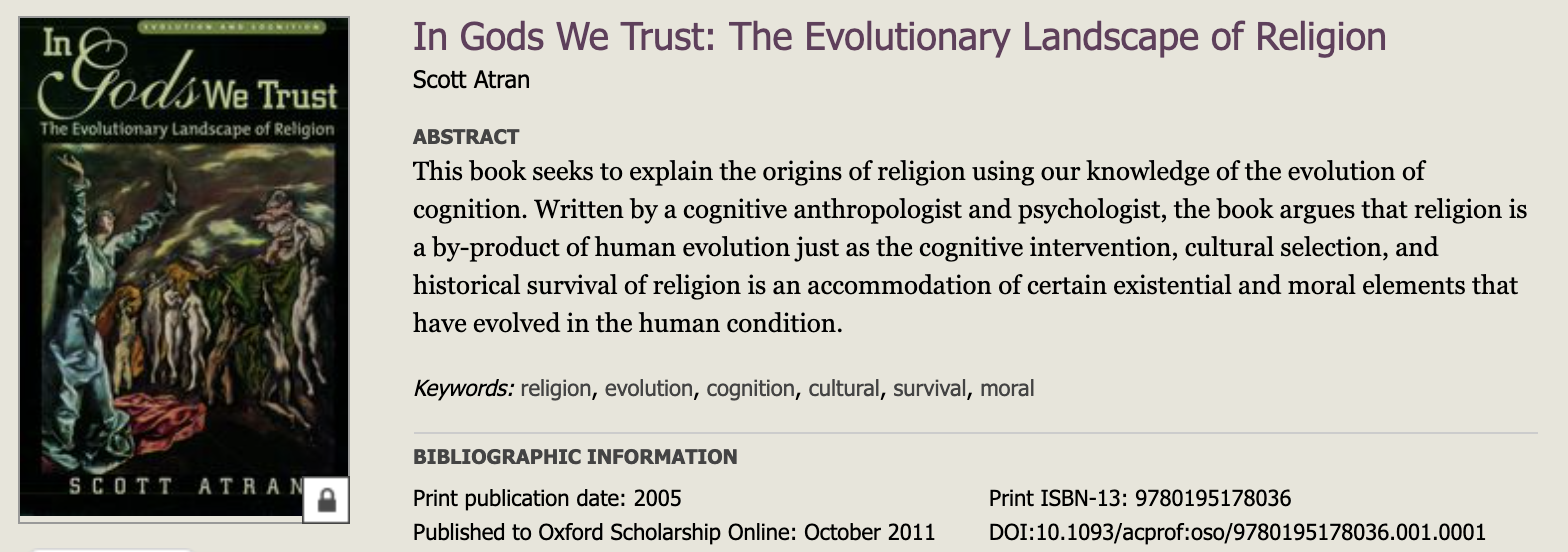 EVOLUTION AND COGNITION
In
Gods We Trust
The Evolutionary Landscape of Religion
SCOTT ATRAN
In Gods We Trust: The Evolutionary Landscape of Religion
Scott Atran
ABSTRACT
This book seeks to explain the origins of religion using our knowledge of the evolution of
cognition. Written by a cognitive anthropologist and psychologist, the book argues that religion is
a by-product of human evolution just as the cognitive intervention, cultural selection, and
historical survival of religion is an accommodation of certain existential and moral elements that
have evolved in the human condition.
Keywords: religion, evolution, cognition, cultural, survival, moral
BIBLIOGRAPHIC INFORMATION
Print publication date: 2005
Print ISBN-13: 9780195178036
Published to Oxford Scholarship Online: October 2011
DOI:10.1093/acprof:oso/9780195178036.001.0001